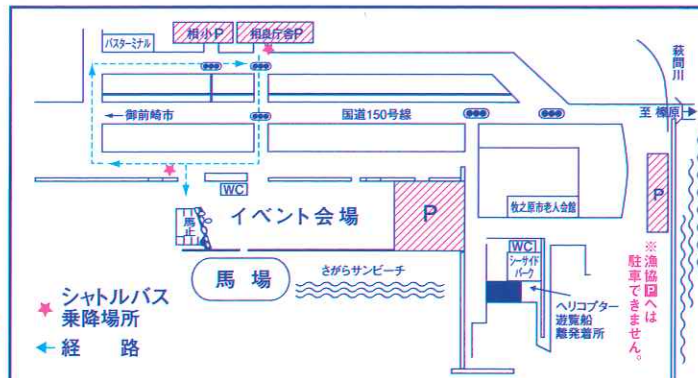 バスターミナル
相小P
相良庁舎P
萩間川
←御前崎市
国道150号線
至 榛原
WC
馬止
イベント会場
P
牧之原市老人会館
P
馬場
さがらサンビーチ
WC
シーサイド
パーク
ヘリコプター
遊覧船
離発着所
※漁協Pへは
駐車できません。
シャトルバス
乗降場所
経路